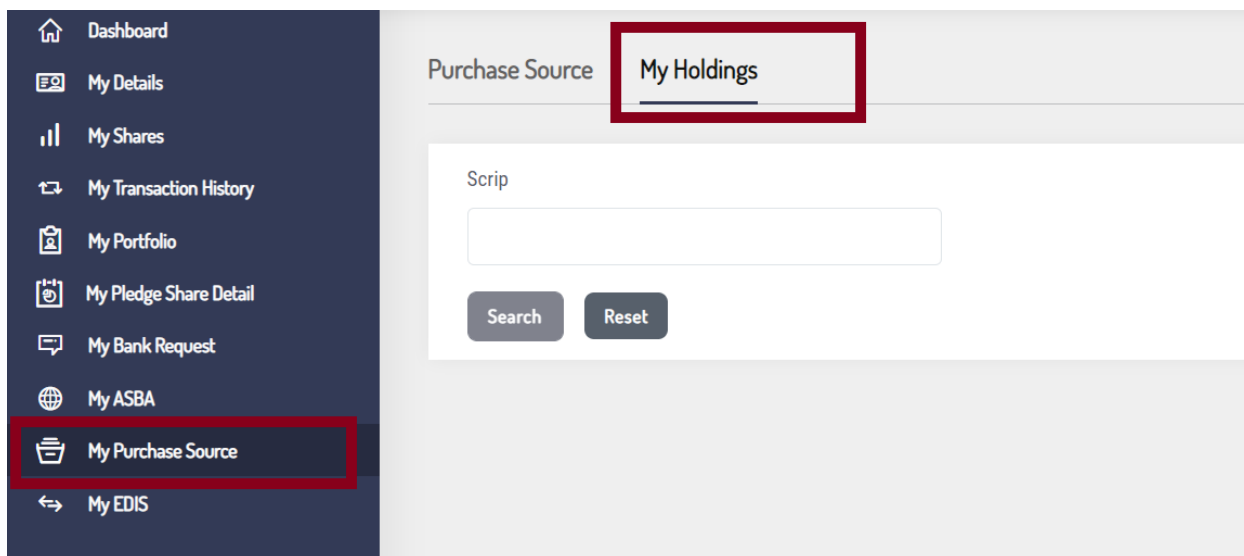 Dashboard
My Details
My Shares
My Transaction History
My Portfolio
My Pledge Share Detail
My Bank Request
My ASBA
My Purchase Source
My EDIS
Purchase Source
My Holdings
Scrip
Search
Reset